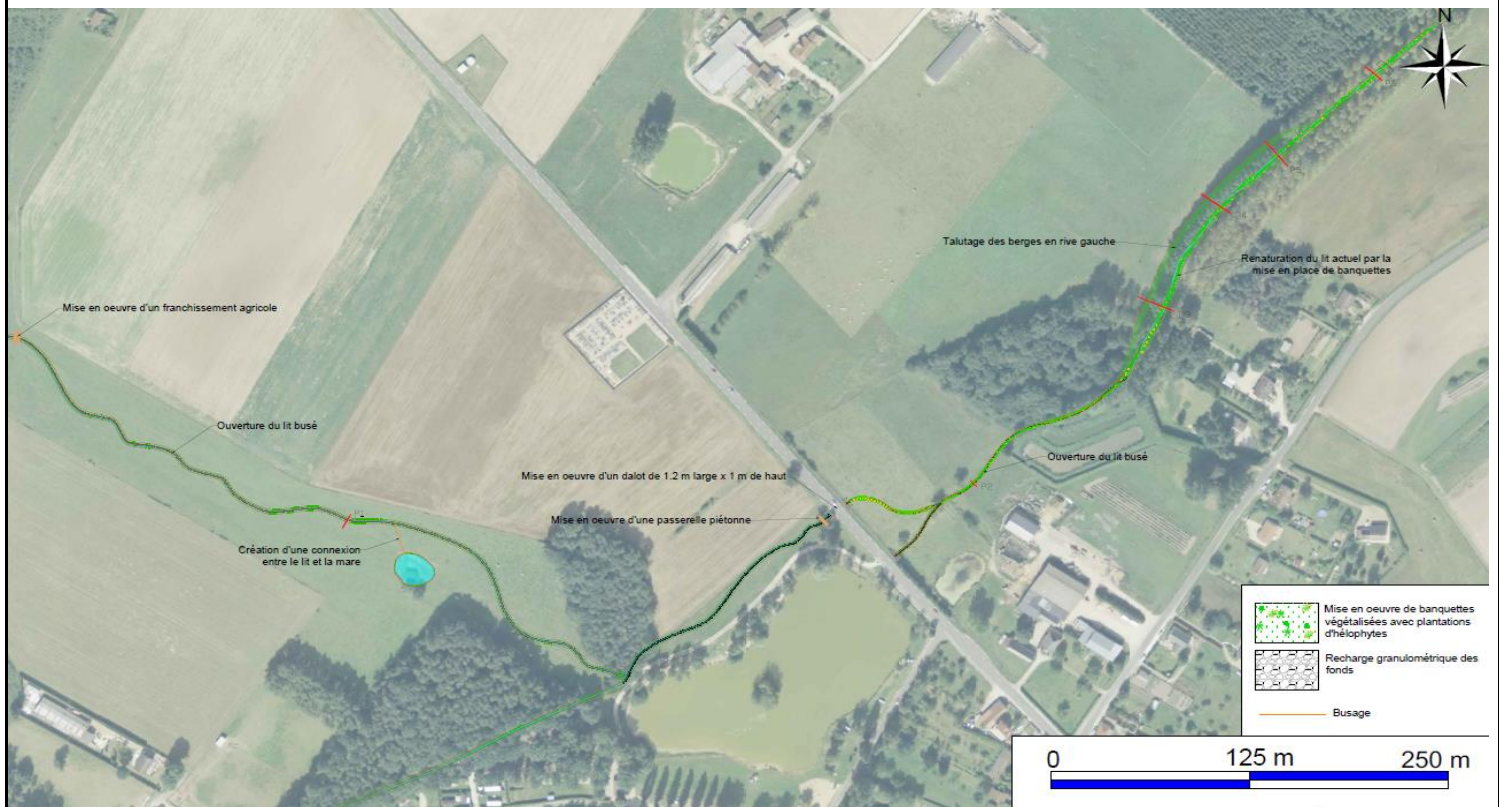 N
Talutage des berges en rive gauche
Renaturation du lit actuel par la
mise en place de banquettes
Mise en oeuvre d'un franchissement agricole
Ouverture du lit busé
Ouverture du lit busé
Mise en oeuvre d'un dalot de 1.2 m large x 1 m de haut
P2
Mise en oeuvre d'une passerelle piétonne
P1
Création d'une connexion
entre le lit et la mare
Mise en oeuvre de banquettes
végétalisées avec plantations
d'hélophytes
Recharge granulométrique des
fonds
Busage
0 125 m 250 m